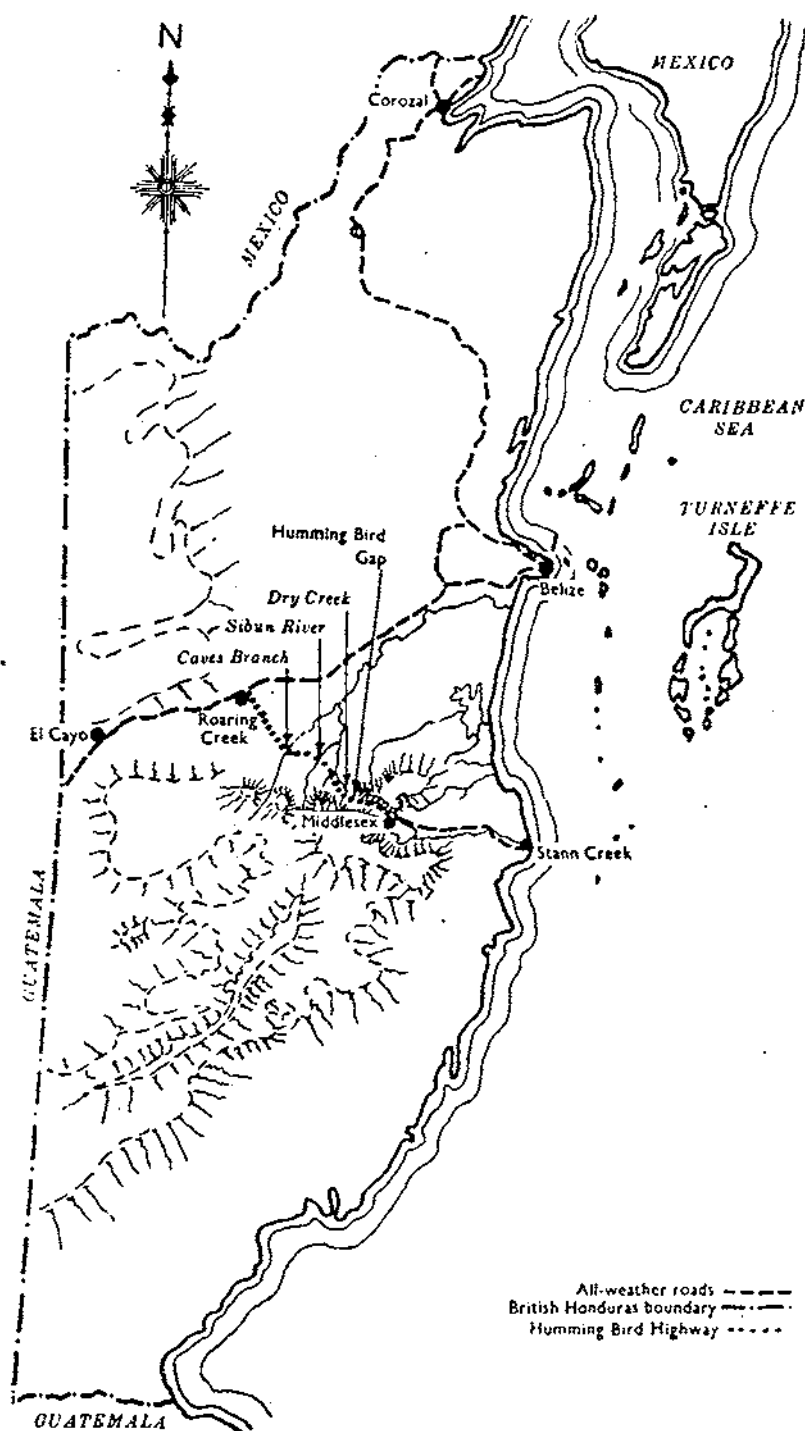 N
MEXICO
Corozal
MEXICO
CARIBBEAN
SEA
TURNEFFE
ISLE
Humming Bird
Gap
Belize
Dry Creek
Sibun River
Caves Branch
Roaring
Creek
El Cayo
Middlesex
Stann Creek
GUATEMALA
All-weather roads
British Honduras boundary
Humming Bird Highway
GUATEMALA